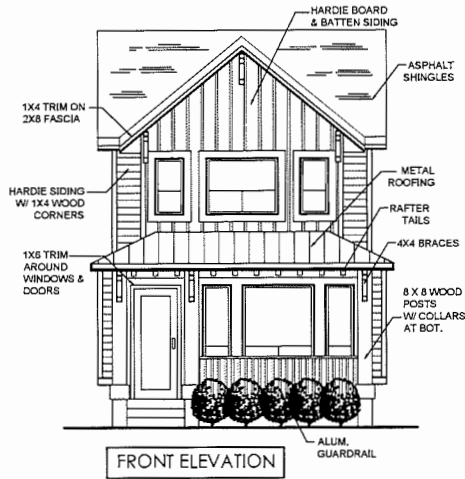 HARDIE BOARD
& BATTEN SIDING
ASPHALT
SHINGLES
1X4 TRIM ON
2X8 FASCIA
HARDIE SIDING
W/ 1X4 WOOD
CORNERS
METAL
ROOFING
RAFTER
TAILS
4X4 BRACES
1X6 TRIM
AROUND
WINDOWS &
DOORS
8 X 8 WOOD
POSTS
W/ COLLARS
AT BOT.
ALUM.
GUARDRAIL
FRONT ELEVATION